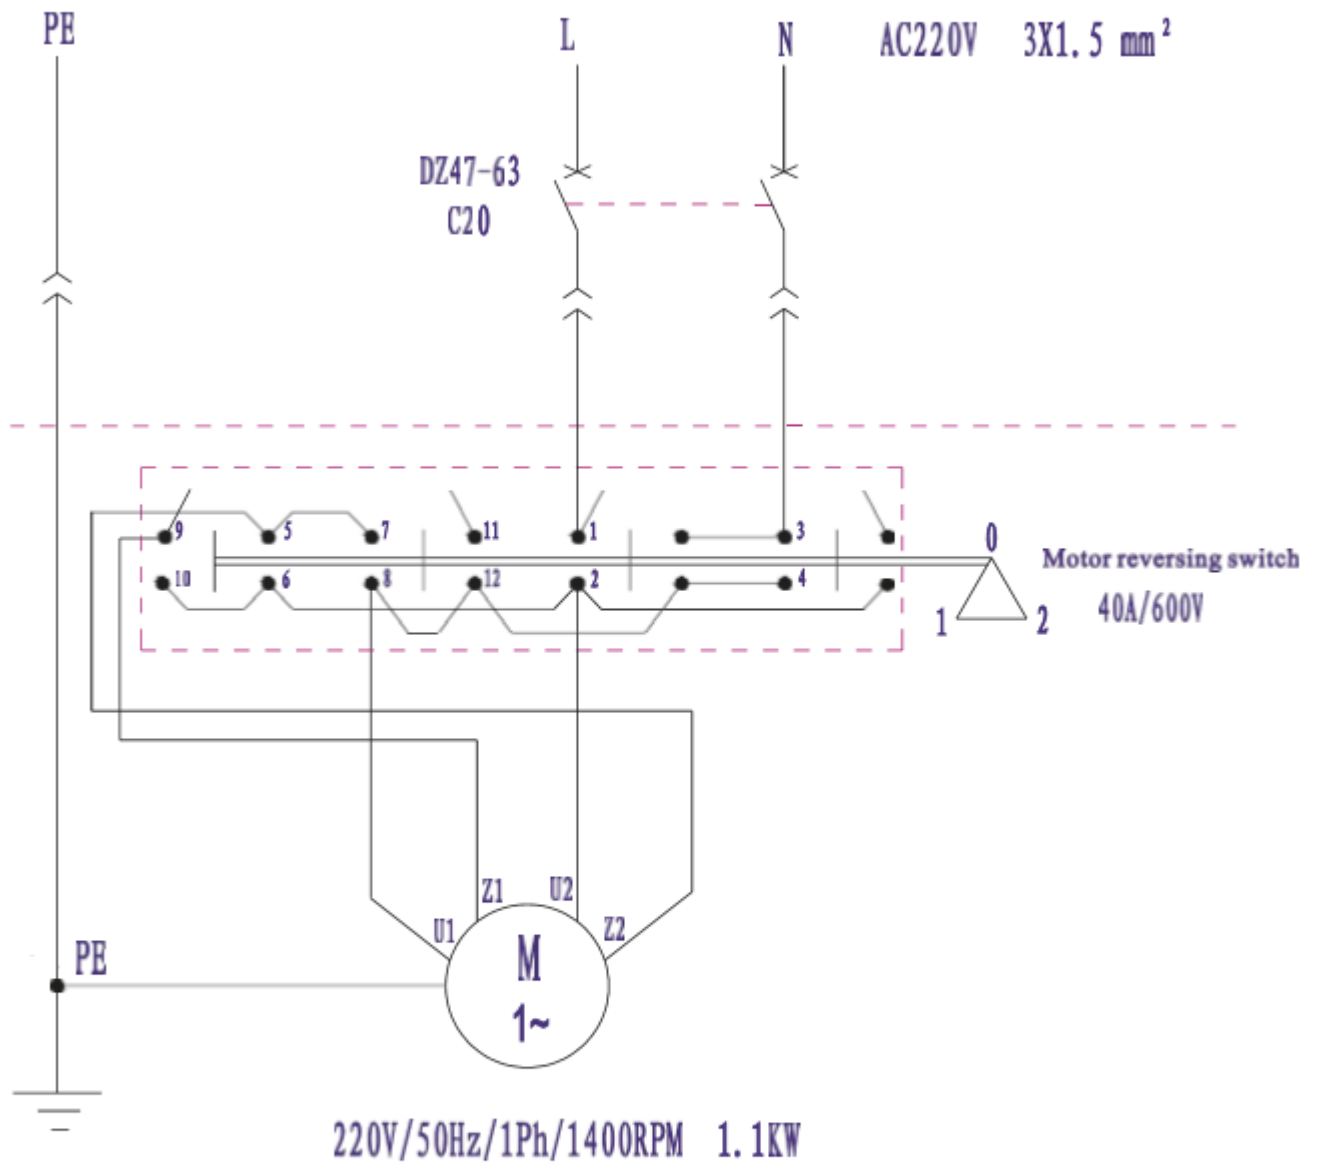 PE
L
N
AC220V 3X1.5 mm²
DZ47-63
C20
9
5
7
11
1
3
0
Motor reversing switch
10
6
8
12
2
4
40A/600V
1
2
Z1
U2
U1
Z2
M
PE
1~
220V/50Hz/1Ph/1400RPM 1.1KW